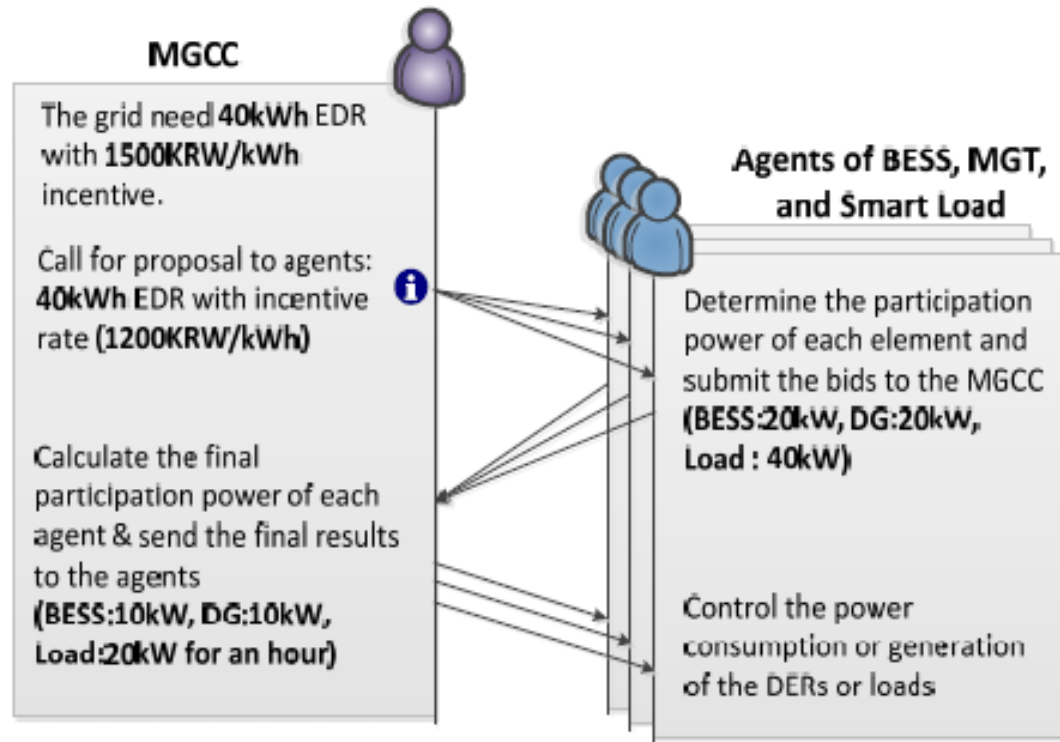 MGCC
The grid need 40kWh EDR
with 1500KRW/kWh
incentive.
Call for proposal to agents:
40kWh EDR with incentive
rate (1200KRW/kWh)
Calculate the final
participation power of each
agent & send the final results
to the agents
(BESS:10kW, DG:10kW,
Load:20kW for an hour)
i
Agents of BESS, MGT,
and Smart Load
Determine the participation
power of each element and
submit the bids to the MGCC
(BESS:20kW, DG:20kW,
Load : 40kW)
Control the power
consumption or generation
of the DERs or loads